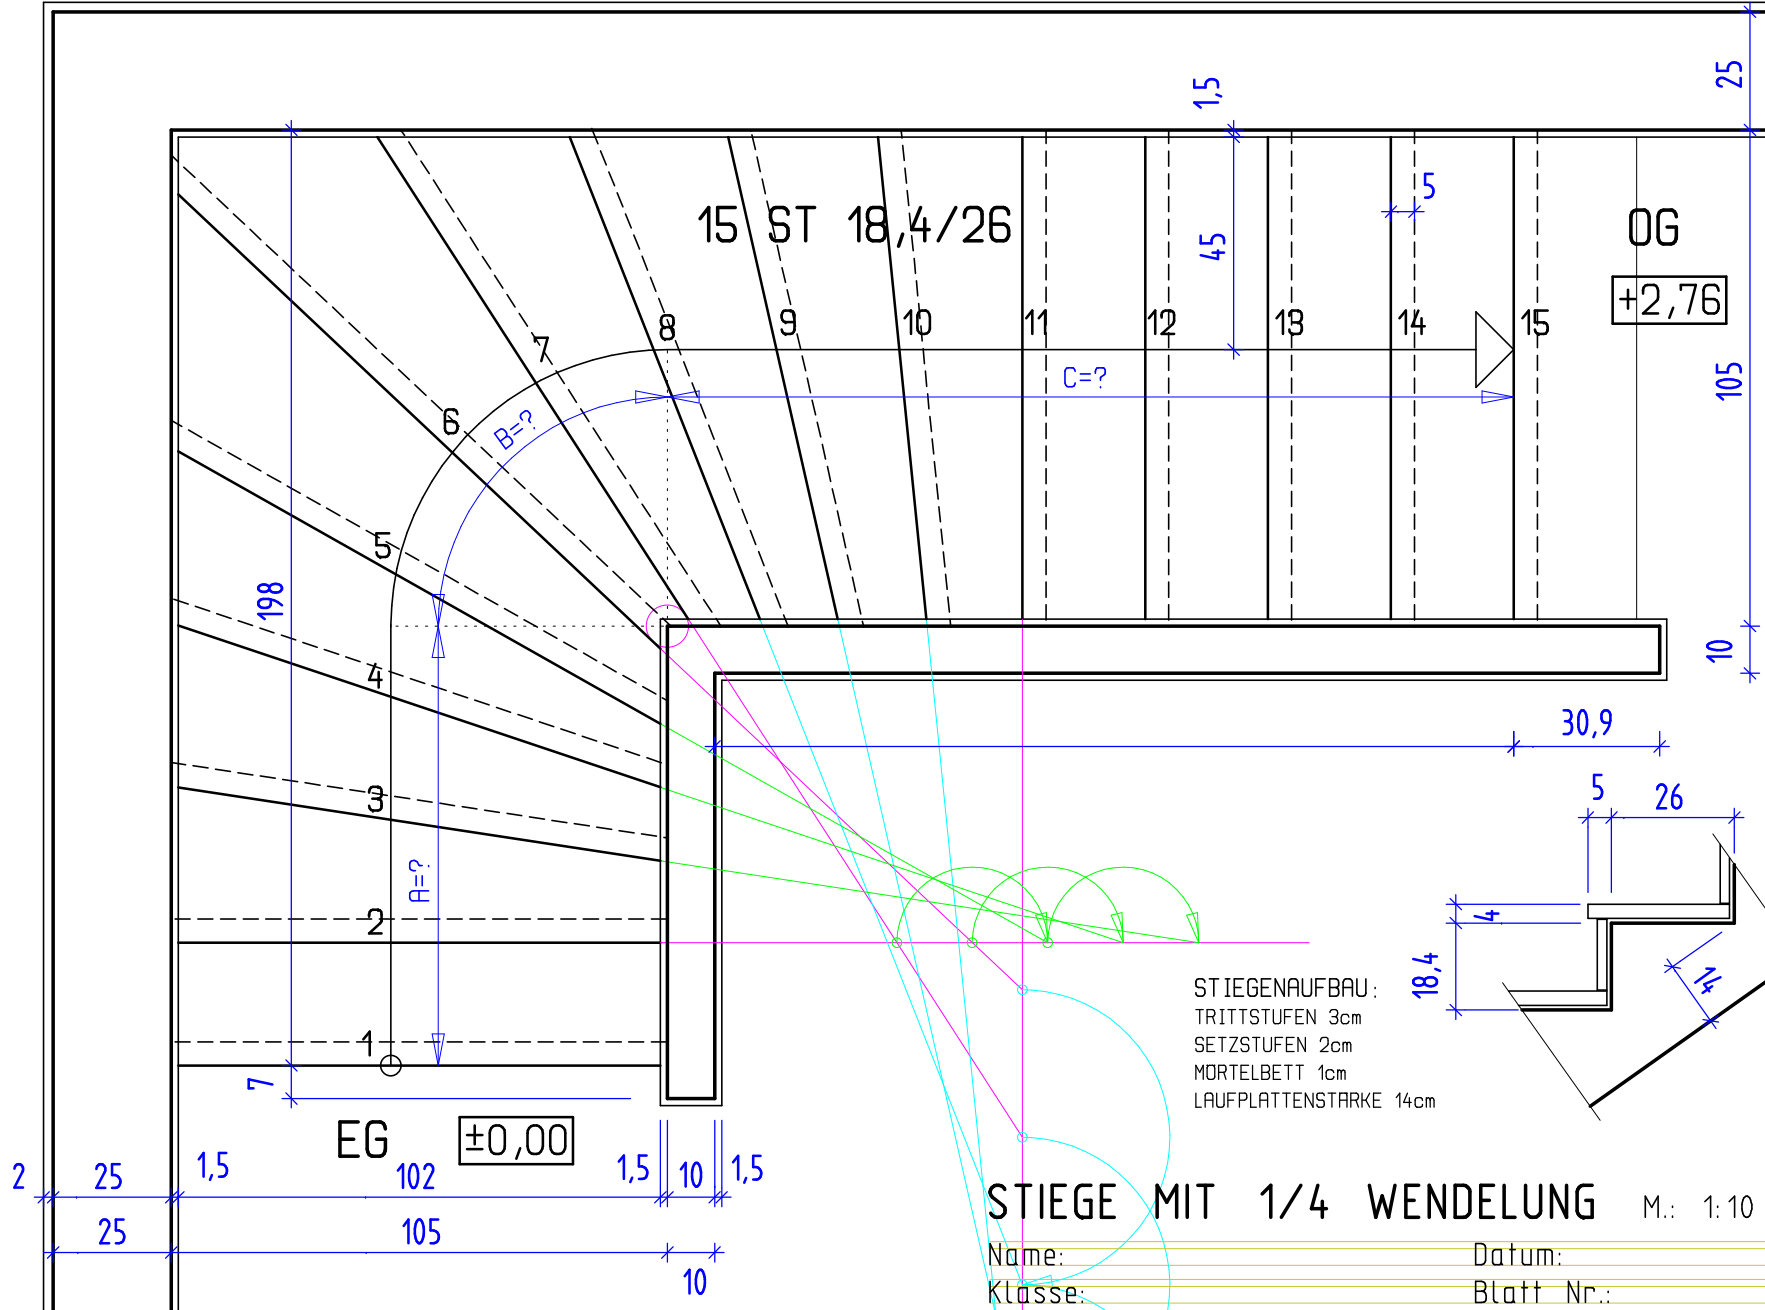 25
1,5
15 ST 18,4/26
5
OG
45
+2,76
7
8
9
10
11
12
13
14
15
C=?
105
6
B=?
5
198
4
10
30,9
3
5
26
A=?
2
4
18,4
14
STIEGENAUFBAU:
TRITTSTUFEN 3cm
SETZSTUFEN 2cm
MÖRTELBETT 1cm
LAUFPLATTENSTÄRKE 14cm
1
7
EG
±0,00
2
25
1,5
102
1,5
10
1,5
STIEGE MIT 1/4 WENDELUNG M.: 1:10
25
105
10
Name:
Datum:
Klasse:
Blatt Nr.: